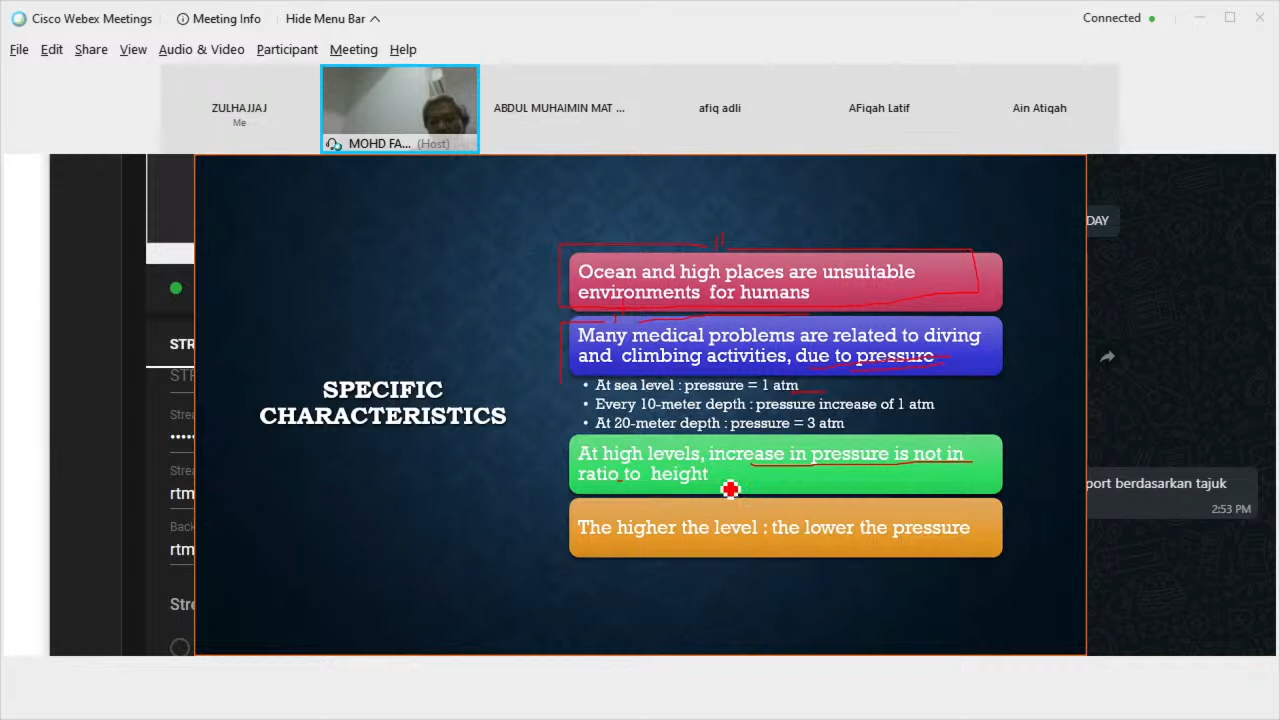 Cisco Webex Meetings
Meeting Info
Hide Menu Bar
Connected
File Edit Share View Audio & Video Participant Meeting Help
ZULHAJJAJ
Me
MOHD FA... (Host)
ABDUL MUHAIMIN MAT ...
afiq adli
AFiqah Latif
Ain Atiqah
DAY
Ocean and high places are unsuitable
environments for humans
Many medical problems are related to diving
and climbing activities, due to pressure
STR
STR
SPECIFIC
CHARACTERISTICS
• At sea level : pressure = 1 atm
• Every 10-meter depth : pressure increase of 1 atm
• At 20-meter depth : pressure = 3 atm
Strea
•••••
At high levels, increase in pressure is not in
ratio to height
Strea
rtm
port berdasarkan tajuk
2:53 PM
Back
rtm
The higher the level : the lower the pressure
Stre